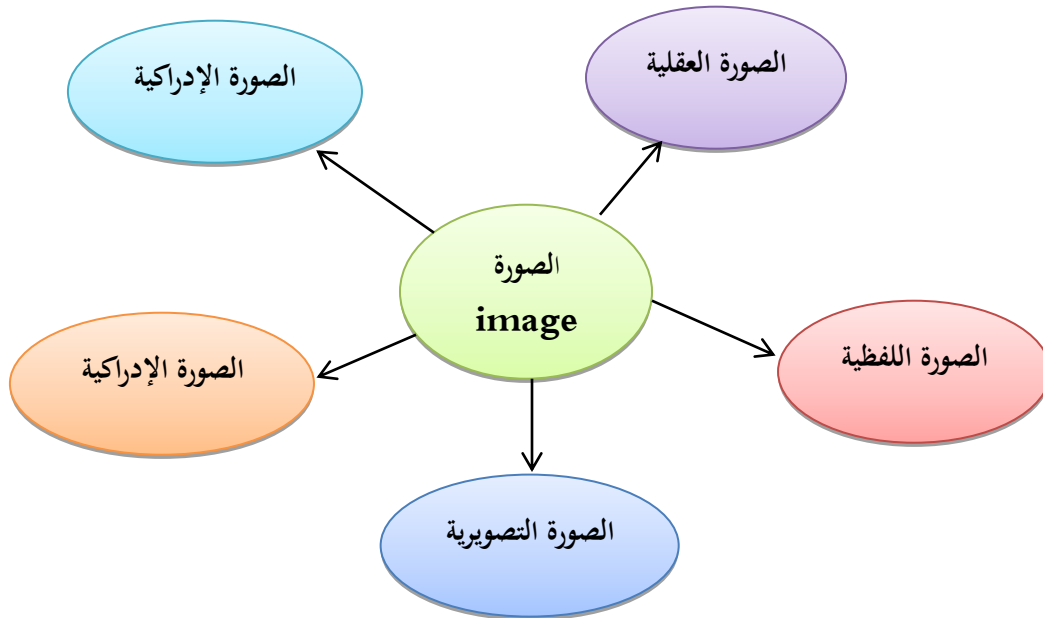 الصورة العقلية
الصورة الإدراكية
الصورة
image
الصورة اللفظية
الصورة الإدراكية
الصورة التصويرية